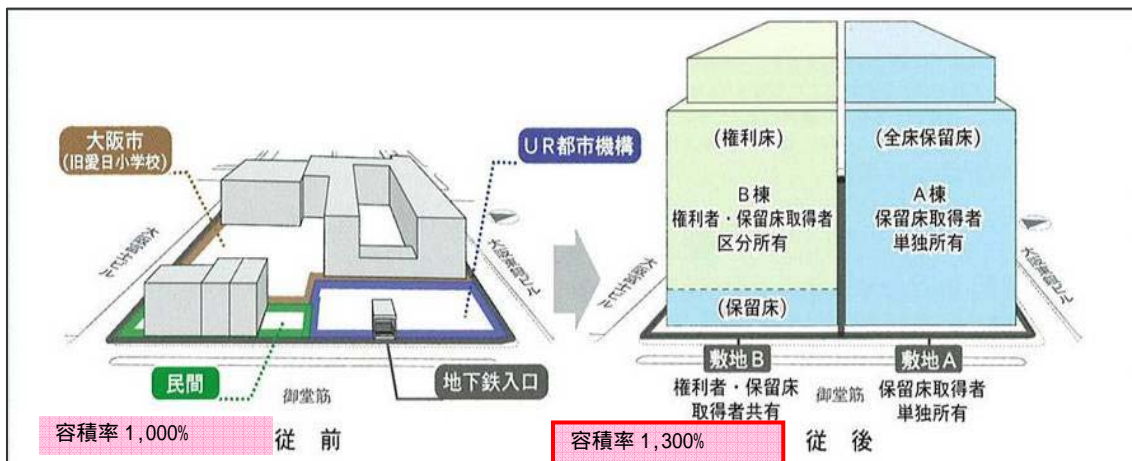 大阪市
(旧愛日小学校)
UR都市機構
民間
地下鉄入口
御堂筋
容積率 1,000%
従前
(権利床)
B棟
権利者・保留床取得者
区分所有
(保留床)
(全床保留床)
A棟
保留床取得者
単独所有
敷地B
権利者・保留床
取得者共有
御堂筋
敷地A
保留床取得者
単独所有
容積率 1,300%
従後